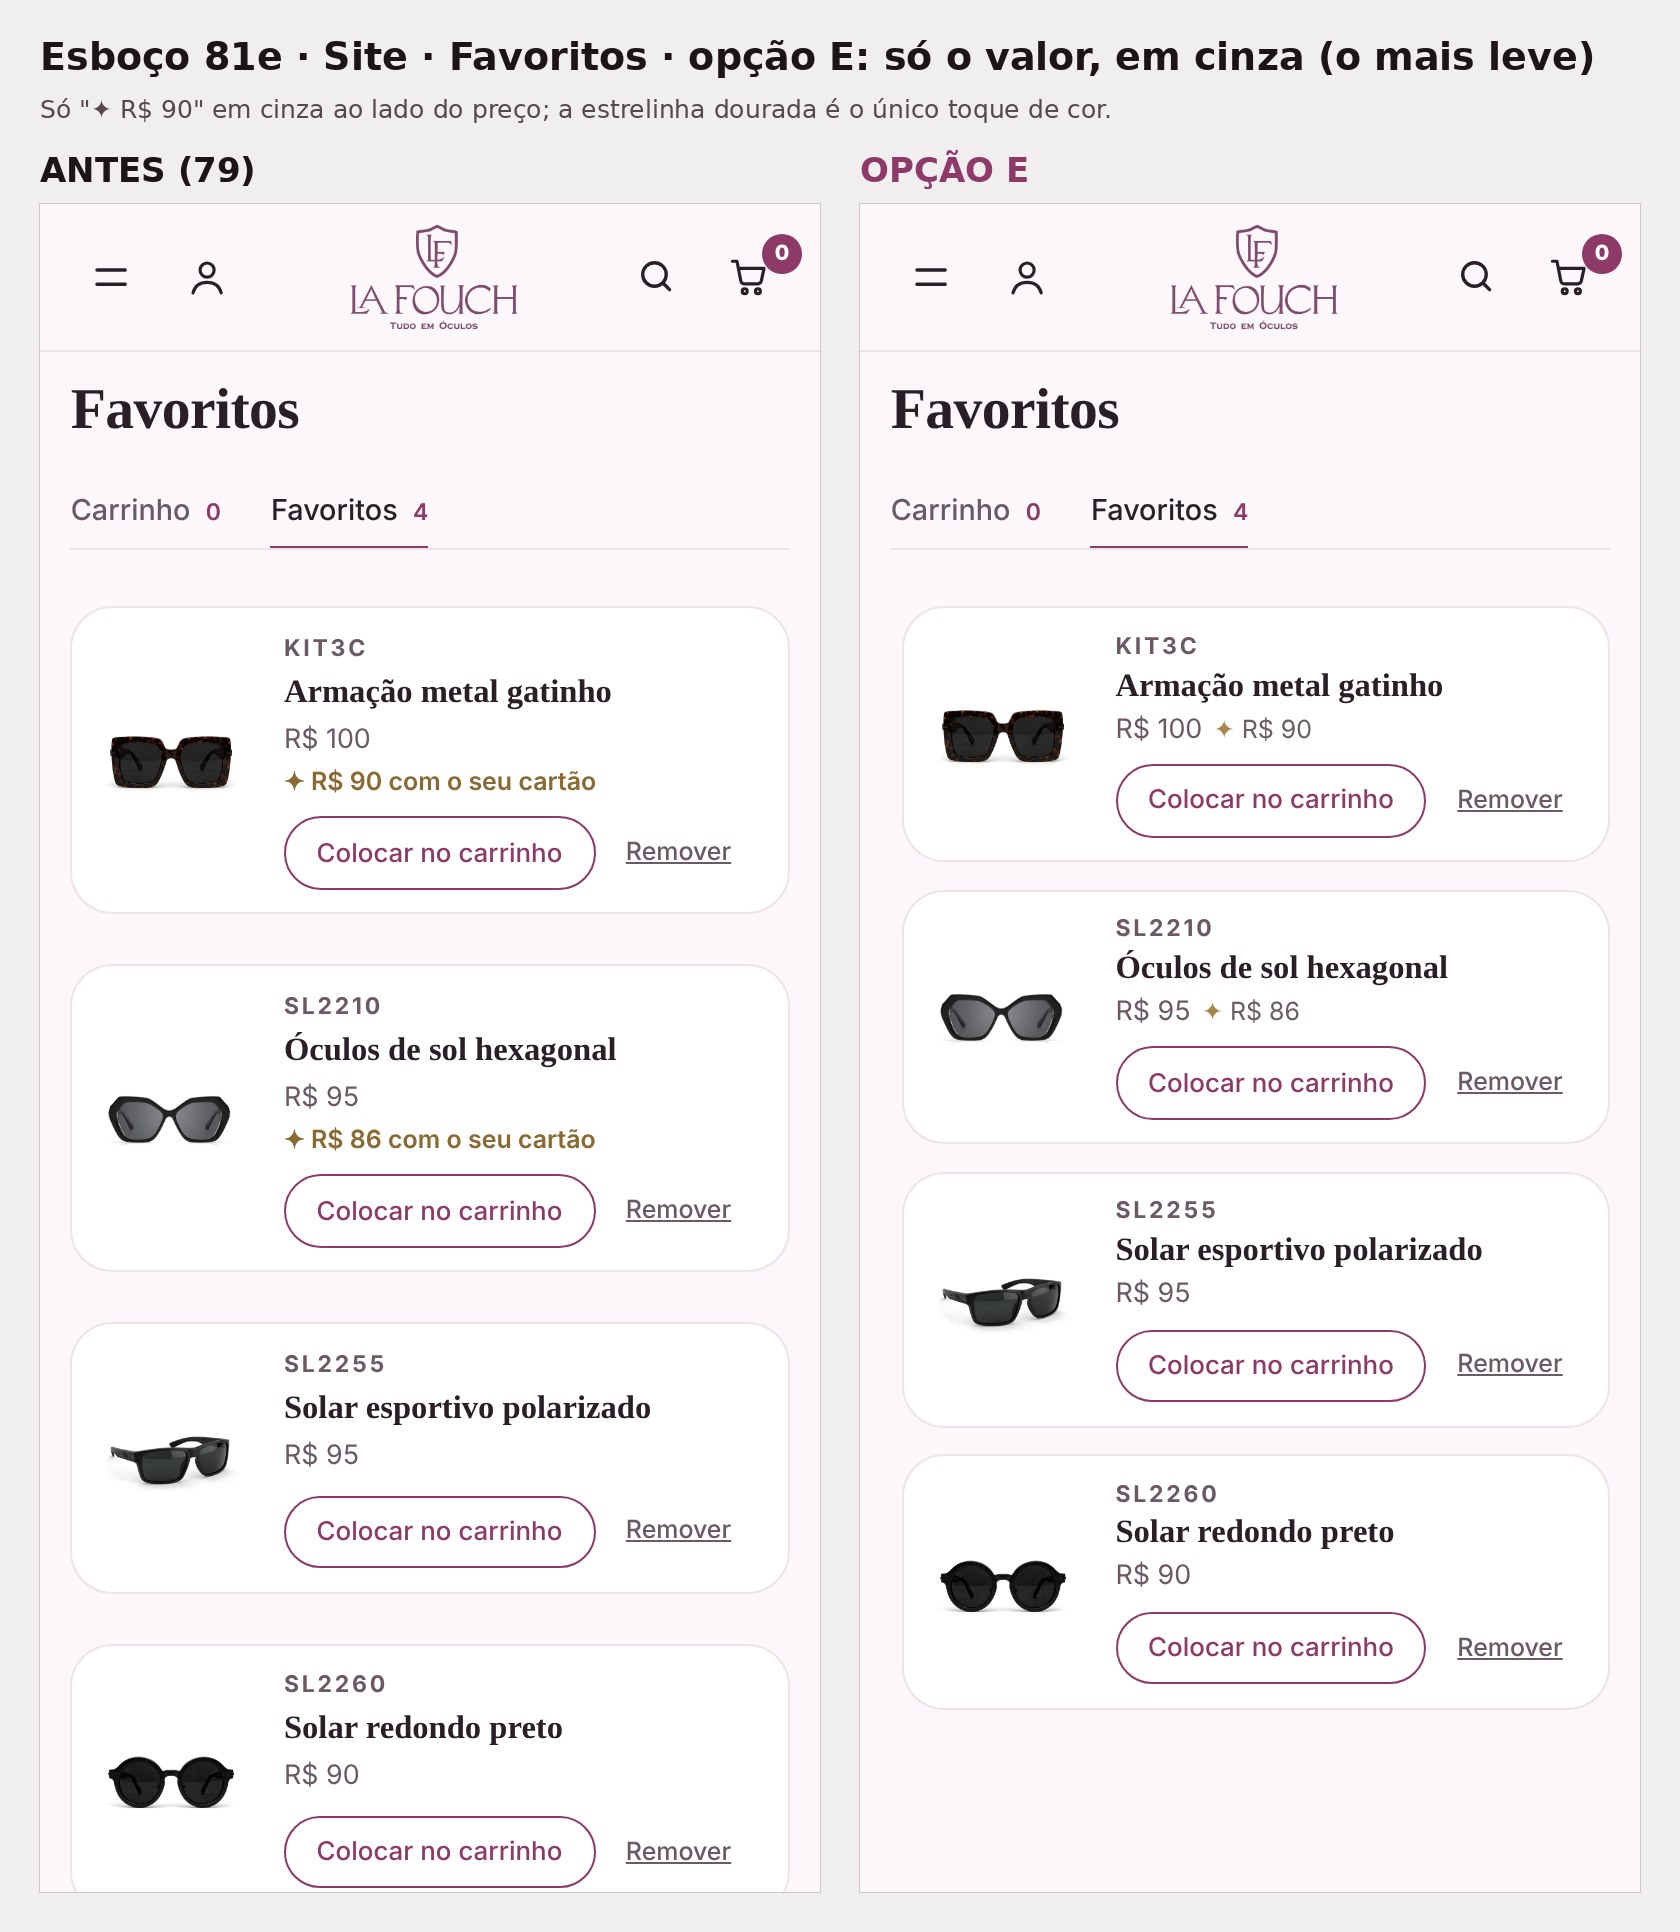 Esboço 81e · Site · Favoritos · opção E: só o valor, em cinza (o mais leve)
Só "✦ R$ 90" em cinza ao lado do preço; a estrelinha dourada é o único toque de cor.
ANTES (79)
LF
LA FOUCH
Tudo em Óculos
0
Favoritos
Carrinho 0 Favoritos 4
KIT3C
Armação metal gatinho
R$ 100
✦ R$ 90 com o seu cartão
Colocar no carrinho Remover
SL2210
Óculos de sol hexagonal
R$ 95
✦ R$ 86 com o seu cartão
Colocar no carrinho Remover
SL2255
Solar esportivo polarizado
R$ 95
Colocar no carrinho Remover
SL2260
Solar redondo preto
R$ 90
Colocar no carrinho Remover
OPÇÃO E
LF
LA FOUCH
Tudo em Óculos
0
Favoritos
Carrinho 0 Favoritos 4
KIT3C
Armação metal gatinho
R$ 100 ✦ R$ 90
Colocar no carrinho Remover
SL2210
Óculos de sol hexagonal
R$ 95 ✦ R$ 86
Colocar no carrinho Remover
SL2255
Solar esportivo polarizado
R$ 95
Colocar no carrinho Remover
SL2260
Solar redondo preto
R$ 90
Colocar no carrinho Remover